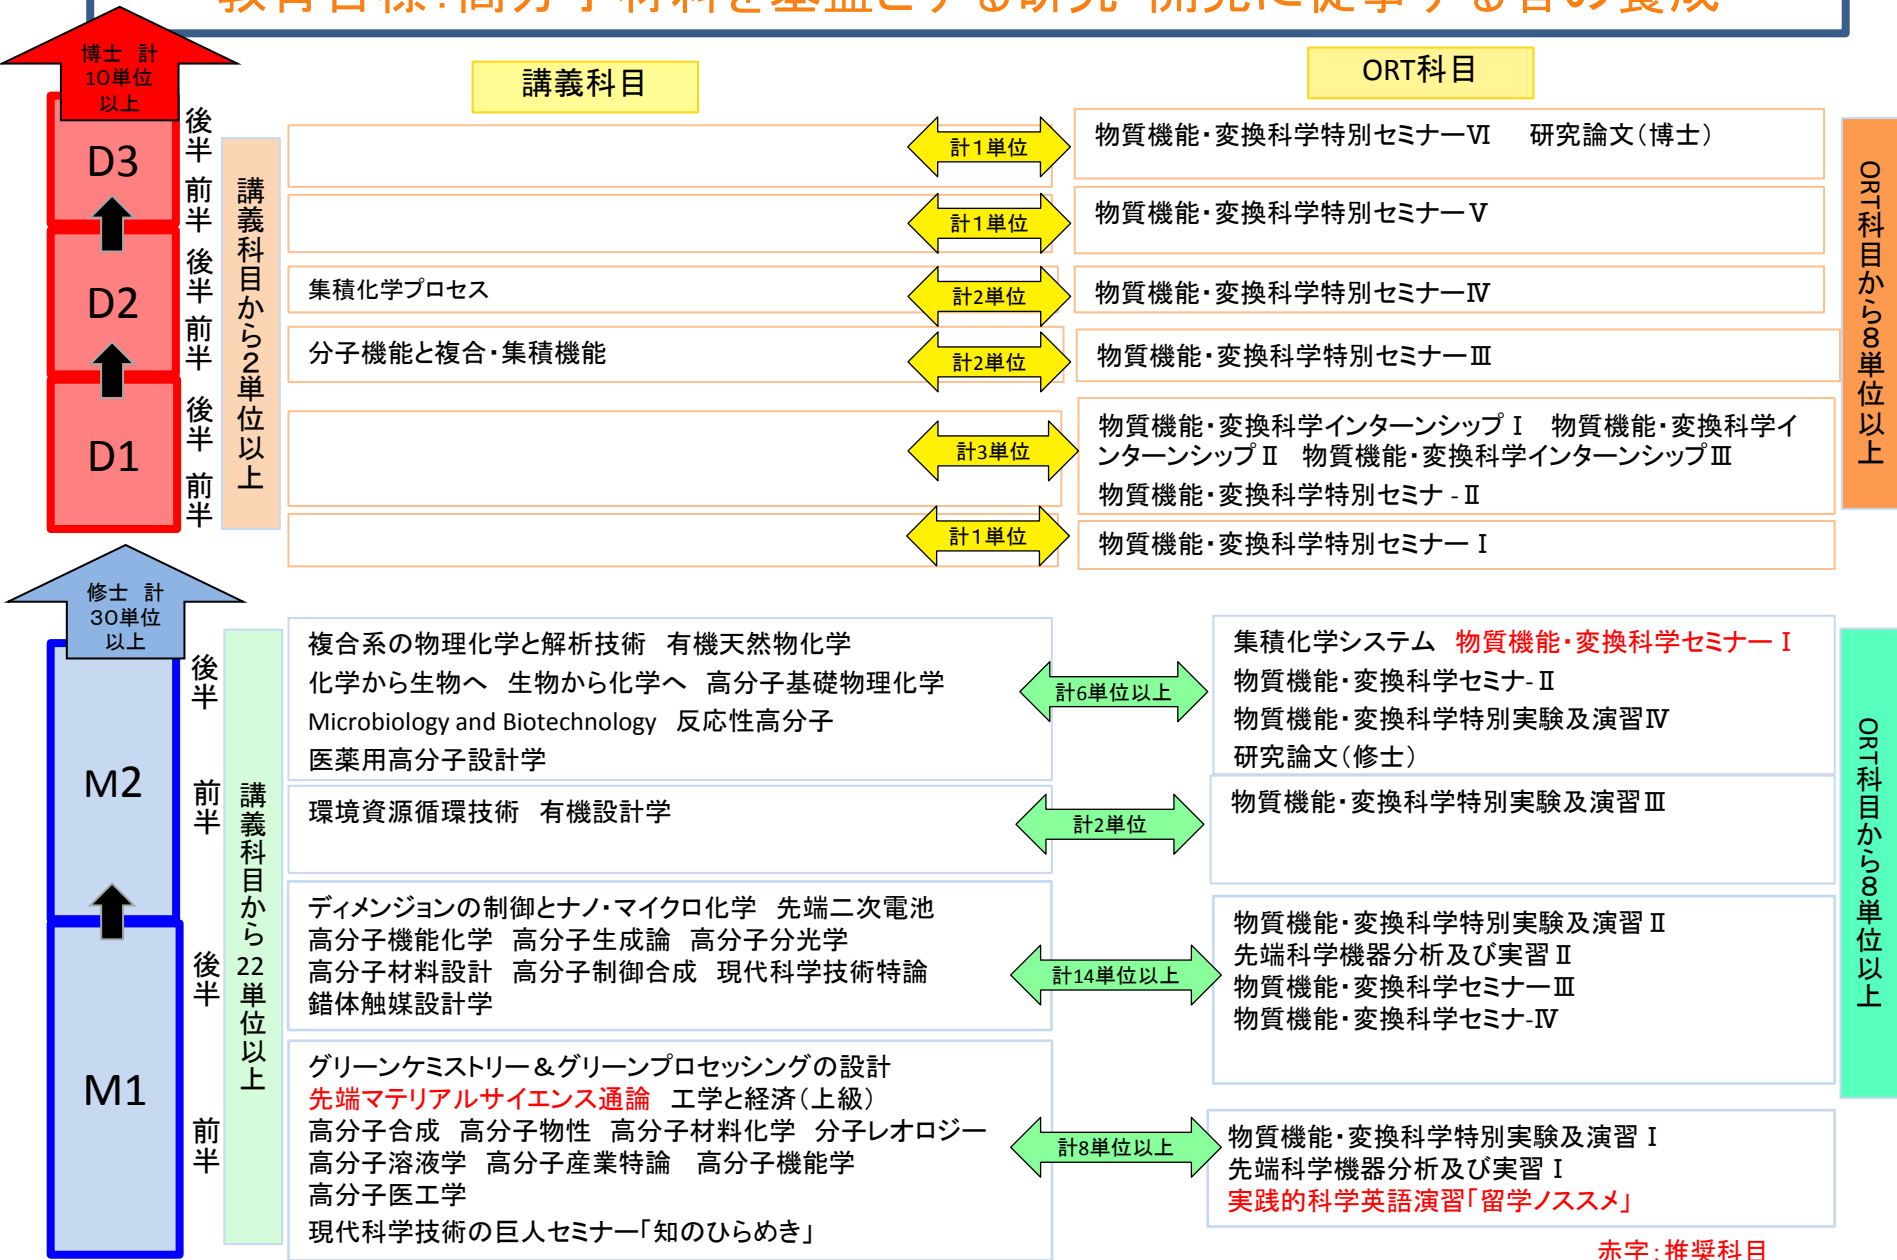 教育目標：高分子材料を基盤とする研究・開発に従事する者の養成
博士　計
10単位
以上
講義科目
ORT科目
D3
後半
前半
計1単位
物質機能・変換科学特別セミナーⅥ　研究論文（博士）
計1単位
物質機能・変換科学特別セミナーⅤ
D2
後半
前半
集積化学プロセス
計2単位
物質機能・変換科学特別セミナーⅣ
分子機能と複合・集積機能
計2単位
物質機能・変換科学特別セミナーⅢ
D1
後半
前半
計3単位
物質機能・変換科学インターンシップⅠ　物質機能・変換科学イ
ンターンシップⅡ　物質機能・変換科学インターンシップⅢ
物質機能・変換科学特別セミナ-Ⅱ
計1単位
物質機能・変換科学特別セミナーⅠ
講義科目から2単位以上
ORT科目から8単位以上
修士　計
30単位
以上
M2
後半
前半
複合系の物理化学と解析技術　有機天然物化学
化学から生物へ　生物から化学へ　高分子基礎物理化学
Microbiology and Biotechnology　反応性高分子
医薬用高分子設計学
計6単位以上
集積化学システム　物質機能・変換科学セミナーⅠ
物質機能・変換科学セミナ-Ⅱ
物質機能・変換科学特別実験及演習Ⅳ
研究論文（修士）
環境資源循環技術　有機設計学
計2単位
物質機能・変換科学特別実験及演習Ⅲ
M1
後半
前半
ディメンジョンの制御とナノ・マイクロ化学　先端二次電池
高分子機能化学　高分子生成論　高分子分光学
高分子材料設計　高分子制御合成　現代科学技術特論
錯体触媒設計学
計14単位以上
物質機能・変換科学特別実験及演習Ⅱ
先端科学機器分析及び実習Ⅱ
物質機能・変換科学セミナーⅢ
物質機能・変換科学セミナ-Ⅳ
グリーンケミストリー＆グリーンプロセッシングの設計
先端マテリアルサイエンス通論　工学と経済（上級）
高分子合成　高分子物性　高分子材料化学　分子レオロジー
高分子溶液学　高分子産業特論　高分子機能学
高分子医工学
現代科学技術の巨人セミナー「知のひらめき」
計8単位以上
物質機能・変換科学特別実験及演習Ⅰ
先端科学機器分析及び実習Ⅰ
実践的科学英語演習「留学ノススメ」
講義科目から22単位以上
ORT科目から8単位以上
赤字：推奨科目